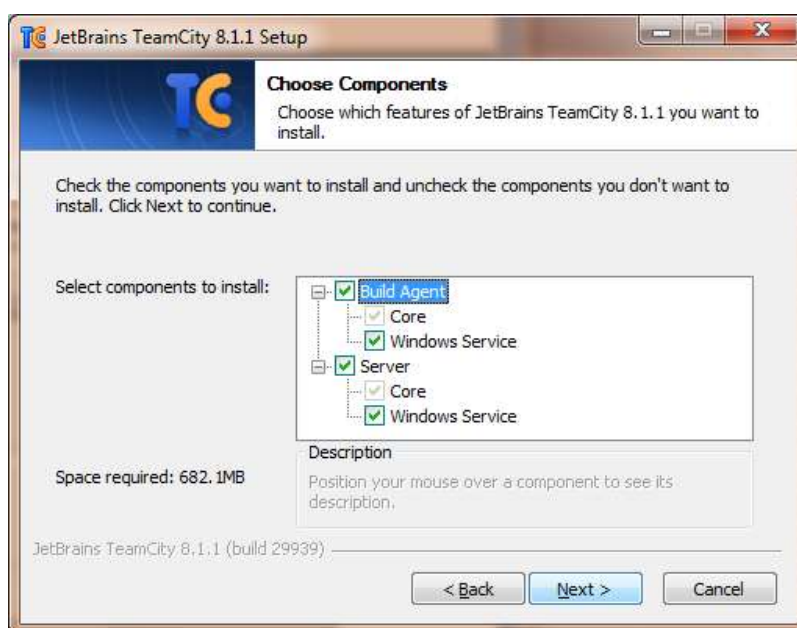 JetBrains TeamCity 8.1.1 Setup
TC
Choose Components
Choose which features of JetBrains TeamCity 8.1.1 you want to
install.
Check the components you want to install and uncheck the components you don't want to
install. Click Next to continue.
Select components to install:
Build Agent
Core
Windows Service
Server
Core
Windows Service
Space required: 682.1MB
Description
Position your mouse over a component to see its
description.
JetBrains TeamCity 8.1.1 (build 29939)
< Back
Next >
Cancel